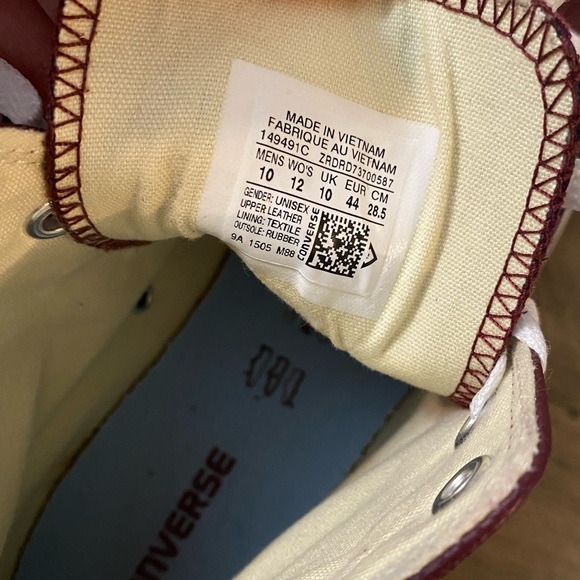 MADE IN VIETNAM
FABRIQUE AU VIETNAM
149491C ZRDRD73700587
MENS WO'S UK EUR CM
10 12 10 44 28.5
GENDER: UNISEX
UPPER LEATHER
LINING: TEXTILE
OUTSOLE: RUBBER
9A 1505 M88
CONVERSE
CONVERSE